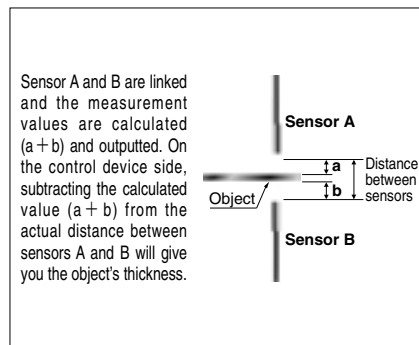 Sensor A and B are linked
and the measurement
values are calculated
(a + b) and outputted. On
the control device side,
subtracting the calculated
value (a + b) from the
actual distance between
sensors A and B will give
you the object's thickness.
Sensor A
a
b
Distance
between
sensors
Object
Sensor B